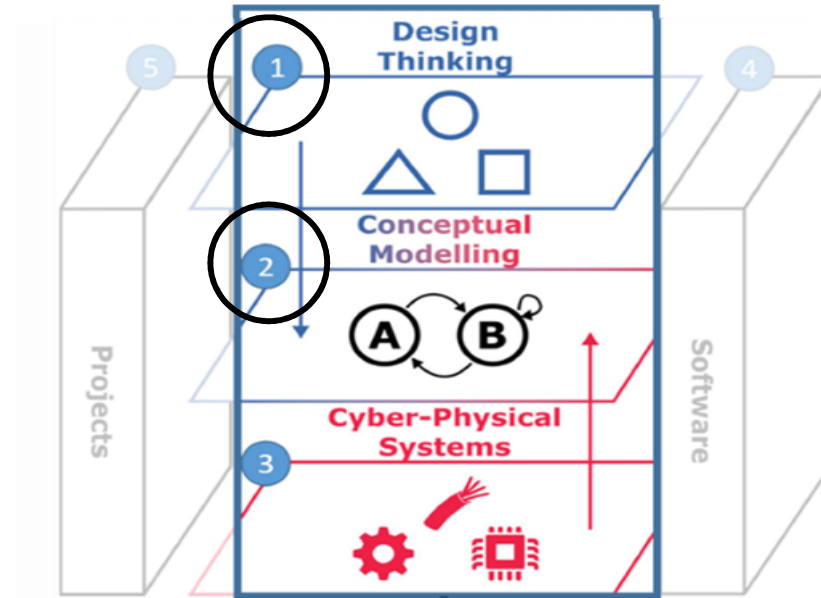 5
1
Design
Thinking
4
2
Conceptual
Modelling
A
B
Projects
Software
3
Cyber-Physical
Systems